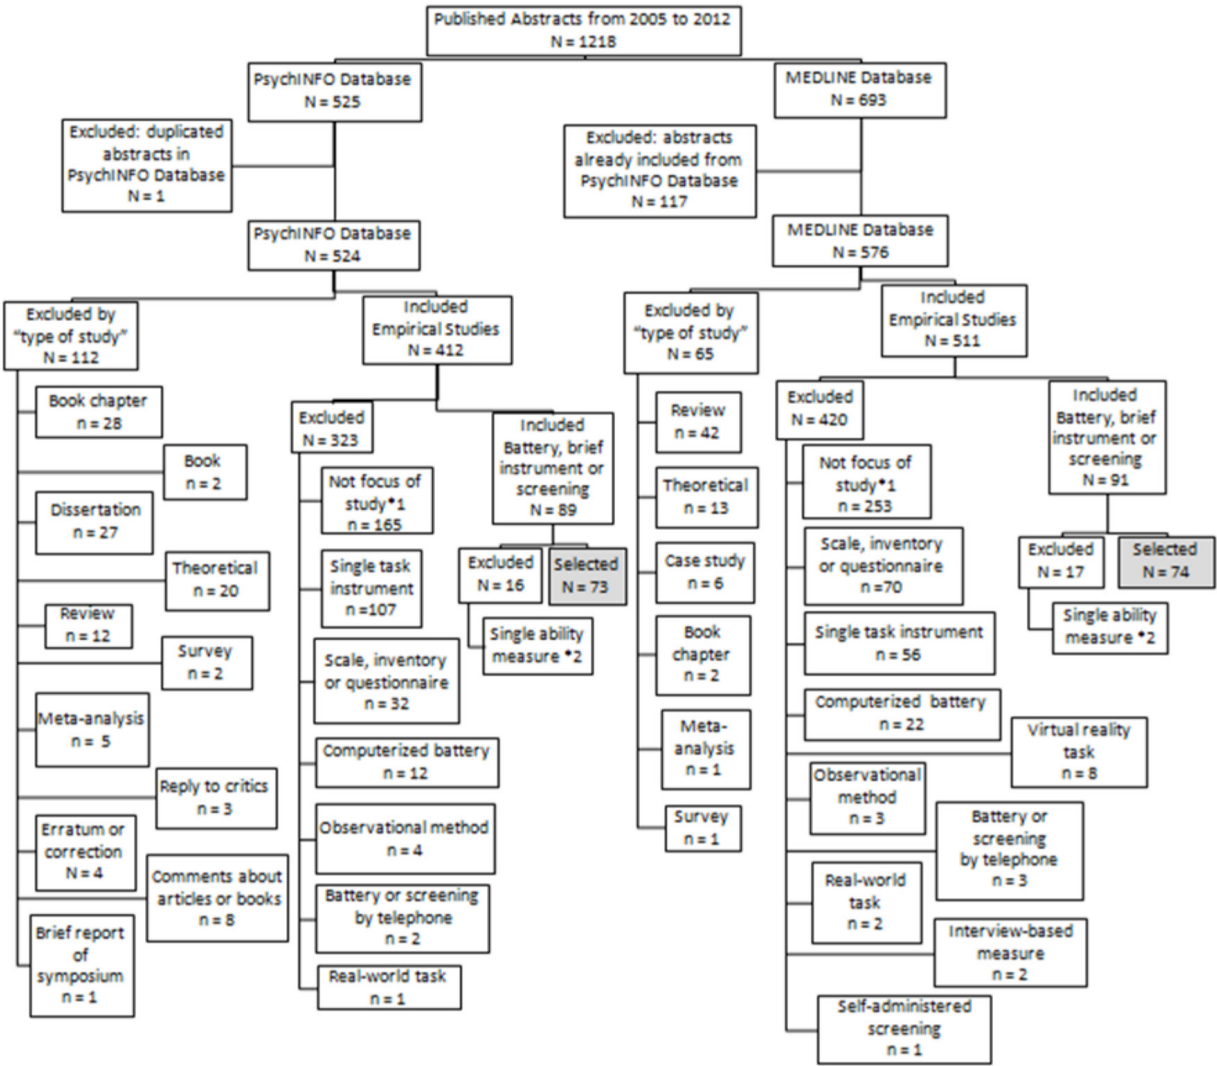 Published Abstracts from 2005 to 2012
N = 1218
PsychINFO Database
N = 525
MEDLINE Database
N = 693
Excluded: duplicated
abstracts in
PsychINFO Database
N = 1
Excluded: abstracts
already included from
PsychINFO Database
N = 117
PsychINFO Database
N = 524
MEDLINE Database
N = 576
Excluded by
“type of study”
N = 112
Included
Empirical Studies
N = 412
Excluded by
“type of study”
N = 65
Included
Empirical Studies
N = 511
Book chapter
n = 28
Book
n = 2
Dissertation
n = 27
Theoretical
n = 20
Review
n = 12
Survey
n = 2
Meta-analysis
n = 5
Reply to critics
n = 3
Erratum or
correction
N = 4
Comments about
articles or books
n = 8
Brief report
of
symposium
n = 1
Excluded
N = 323
Not focus of
study*1
n = 165
Single task
instrument
n =107
Scale, inventory
or questionnaire
n = 32
Computerized battery
n = 12
Observational method
n = 4
Battery or screening
by telephone
n = 2
Real-world task
n = 1
Included
Battery, brief
instrument or
screening
N = 89
Excluded
N = 16
Selected
N = 73
Single ability
measure *2
Review
n = 42
Theoretical
n = 13
Case study
n = 6
Book
chapter
n = 2
Meta-
analysis
n = 1
Survey
n = 1
Excluded
N = 420
Not focus of
study*1
n = 253
Scale, inventory
or questionnaire
n =70
Single task instrument
n = 56
Computerized battery
n = 22
Virtual reality
task
n = 8
Observational
method
n = 3
Battery or
screening
by telephone
n = 3
Real-world
task
n = 2
Interview-based
measure
n = 2
Self-administered
screening
n = 1
Included
Battery, brief
instrument or
screening
N = 91
Excluded
N = 17
Selected
N = 74
Single ability
measure *2